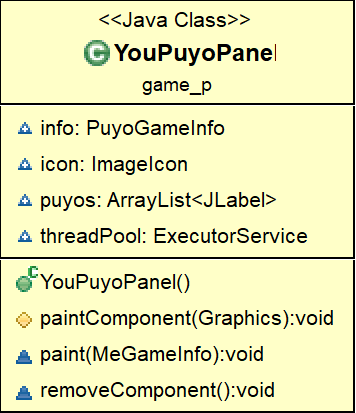 <<Java Class>>
C YouPuyoPanel
game_p
info: PuyoGameInfo
icon: ImageIcon
puyos: ArrayList<JLabel>
threadPool: ExecutorService
C YouPuyoPanel()
paintComponent(Graphics):void
paint(MeGameInfo):void
removeComponent():void